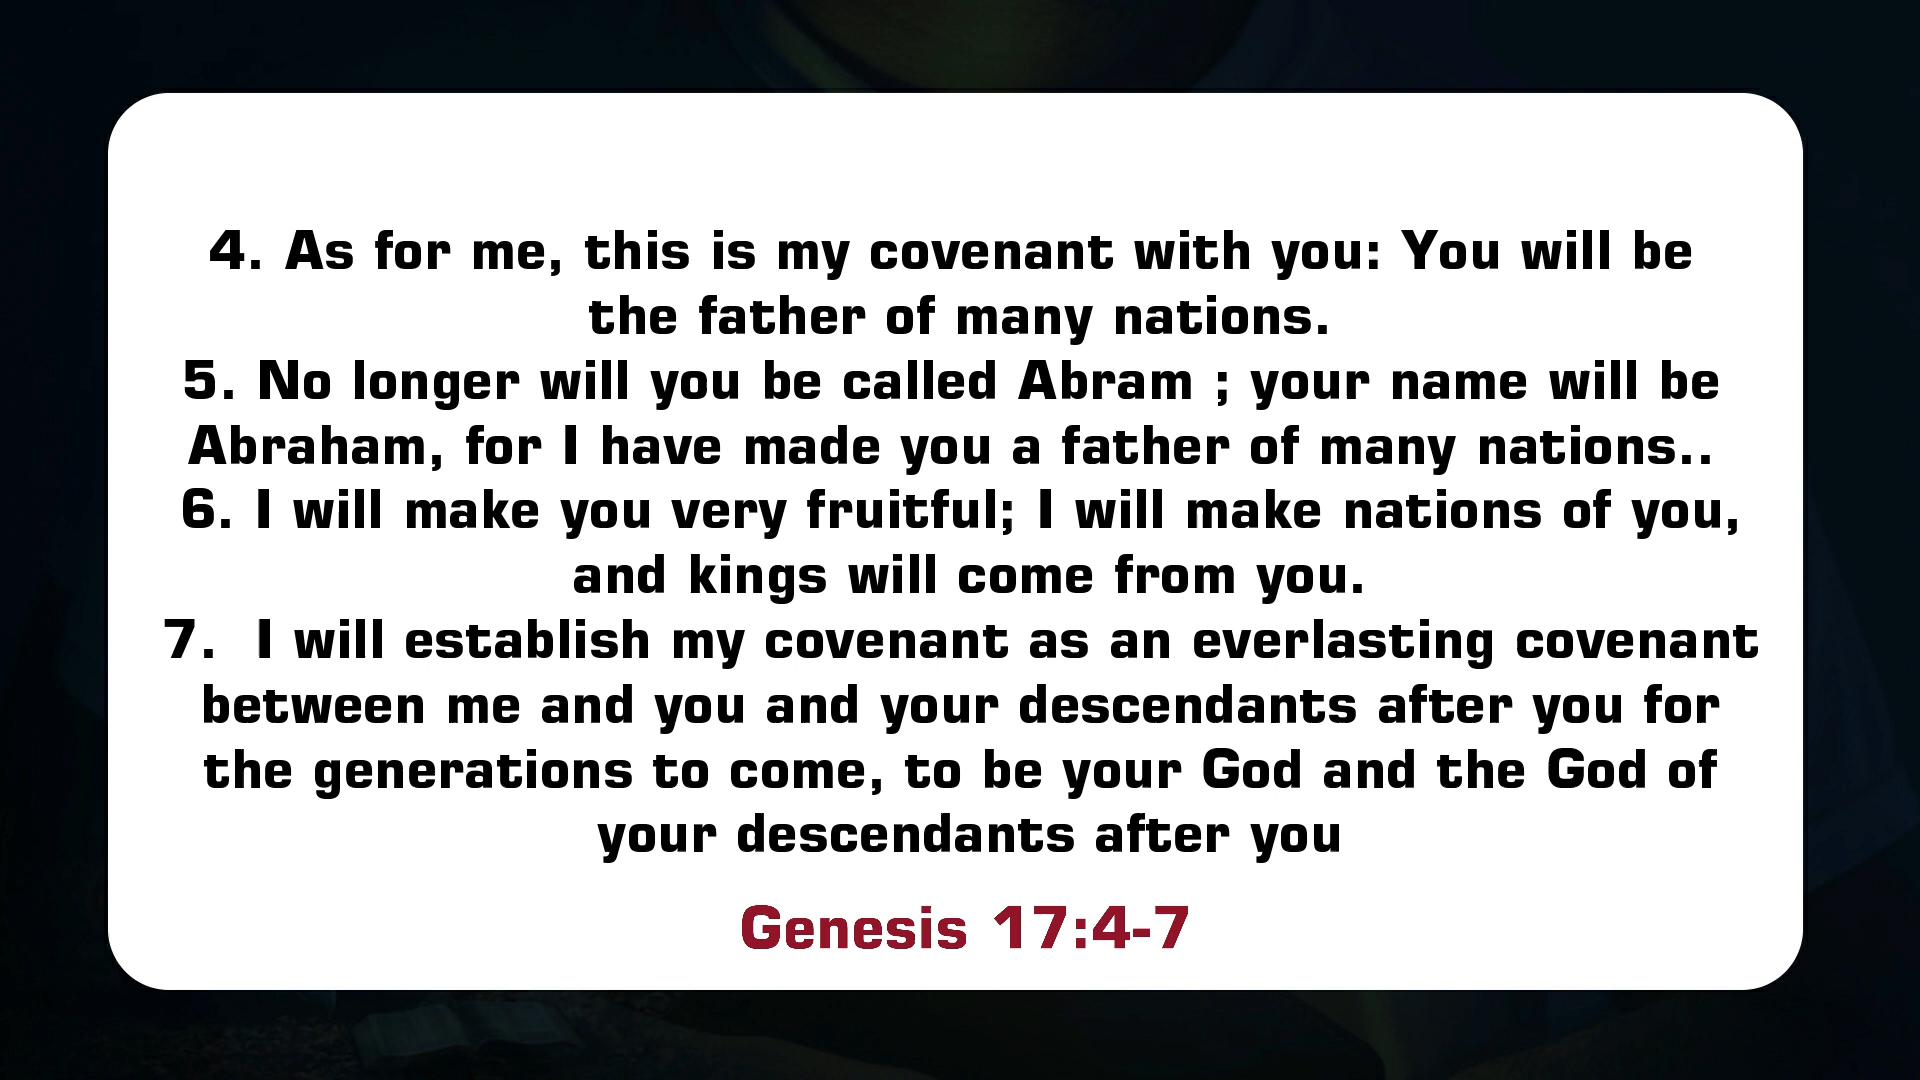 4. As for me, this is my covenant with you: You will be
the father of many nations.
5. No longer will you be called Abram ; your name will be
Abraham, for I have made you a father of many nations..
6. I will make you very fruitful; I will make nations of you,
and kings will come from you.
7.  I will establish my covenant as an everlasting covenant
between me and you and your descendants after you for
the generations to come, to be your God and the God of
your descendants after you
Genesis 17:4-7